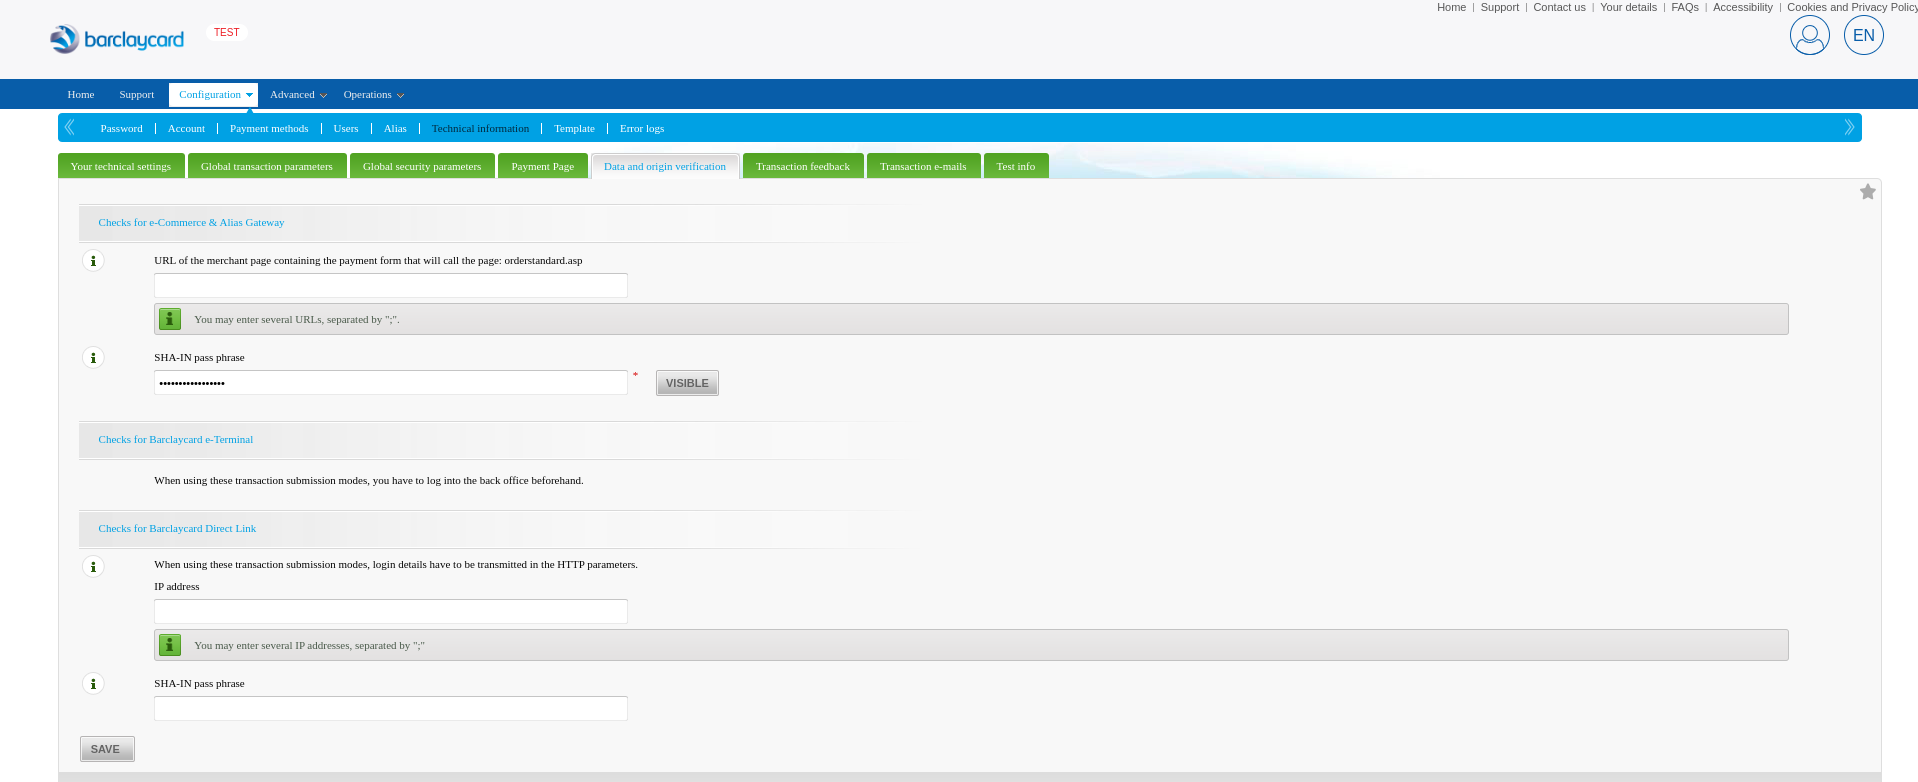 Home | Support | Contact us | Your details | FAQs | Accessibility | Cookies and Privacy Policy
barclaycard
TEST
EN
Home Support Configuration Advanced Operations
Password | Account | Payment methods | Users | Alias | Technical information | Template | Error logs
Your technical settings Global transaction parameters Global security parameters Payment Page Data and origin verification Transaction feedback Transaction e-mails Test info
Checks for e-Commerce & Alias Gateway
URL of the merchant page containing the payment form that will call the page: orderstandard.asp
You may enter several URLs, separated by ";".
SHA-IN pass phrase
••••••••••••••••• * VISIBLE
Checks for Barclaycard e-Terminal
When using these transaction submission modes, you have to log into the back office beforehand.
Checks for Barclaycard Direct Link
When using these transaction submission modes, login details have to be transmitted in the HTTP parameters.
IP address
You may enter several IP addresses, separated by ";"
SHA-IN pass phrase
SAVE